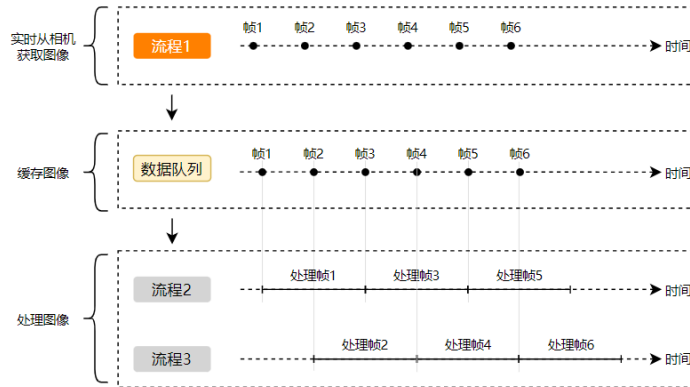 实时从相机
获取图像
流程1
帧1 帧2 帧3 帧4 帧5 帧6
时间
缓存图像
数据队列
帧1 帧2 帧3 帧4 帧5 帧6
时间
处理图像
流程2
处理帧1 处理帧3 处理帧5
时间
流程3
处理帧2 处理帧4 处理帧6
时间